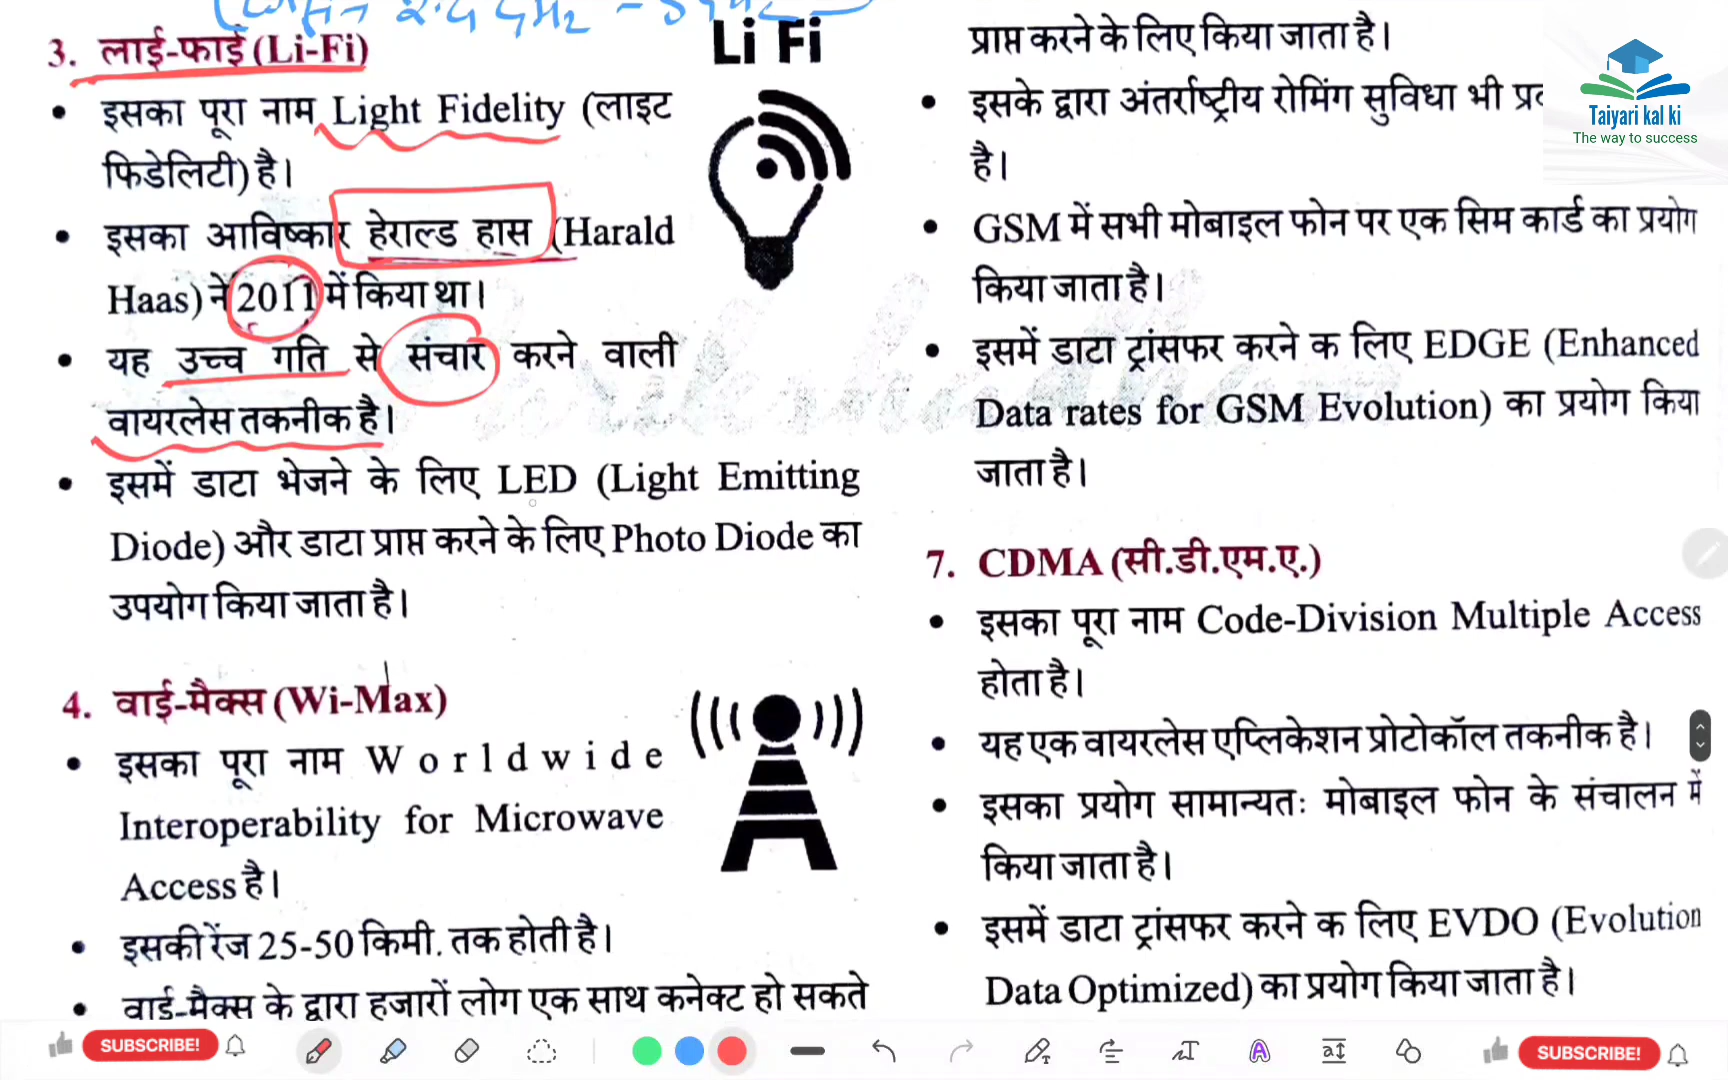 3. लाई-फाई (Li-Fi)
• इसका पूरा नाम Light Fidelity (लाइट
फिडेलिटी) है।
• इसका आविष्कार हेराल्ड हास (Harald
Haas) ने 2011 में किया था।
• यह उच्च गति से संचार करने वाली
वायरलेस तकनीक है।
• इसमें डाटा भेजने के लिए LED (Light Emitting
Diode) और डाटा प्राप्त करने के लिए Photo Diode का
उपयोग किया जाता है।
Li Fi
4. वाई-मैक्स (Wi-Max)
• इसका पूरा नाम Worldwide
Interoperability for Microwave
Access है।
• इसकी रेंज 25-50 किमी. तक होती है।
• वाई-मैक्स के द्वारा हजारों लोग एक साथ कनेक्ट हो सकते
प्राप्त करने के लिए किया जाता है।
• इसके द्वारा अंतर्राष्ट्रीय रोमिंग सुविधा भी
है।
• GSM में सभी मोबाइल फोन पर एक सिम कार्ड का प्रयोग
किया जाता है।
• इसमें डाटा ट्रांसफर करने क लिए EDGE (Enhanced
Data rates for GSM Evolution) का प्रयोग किया
जाता है।
7. CDMA (सी.डी.एम.ए.)
• इसका पूरा नाम Code-Division Multiple Access
होता है।
• यह एक वायरलेस एप्लिकेशन प्रोटोकॉल तकनीक है।
• इसका प्रयोग सामान्यतः मोबाइल फोन के संचालन में
किया जाता है।
• इसमें डाटा ट्रांसफर करने क लिए EVDO (Evolution
Data Optimized) का प्रयोग किया जाता है।
Taiyari kal ki
The way to success
SUBSCRIBE!
SUBSCRIBE!